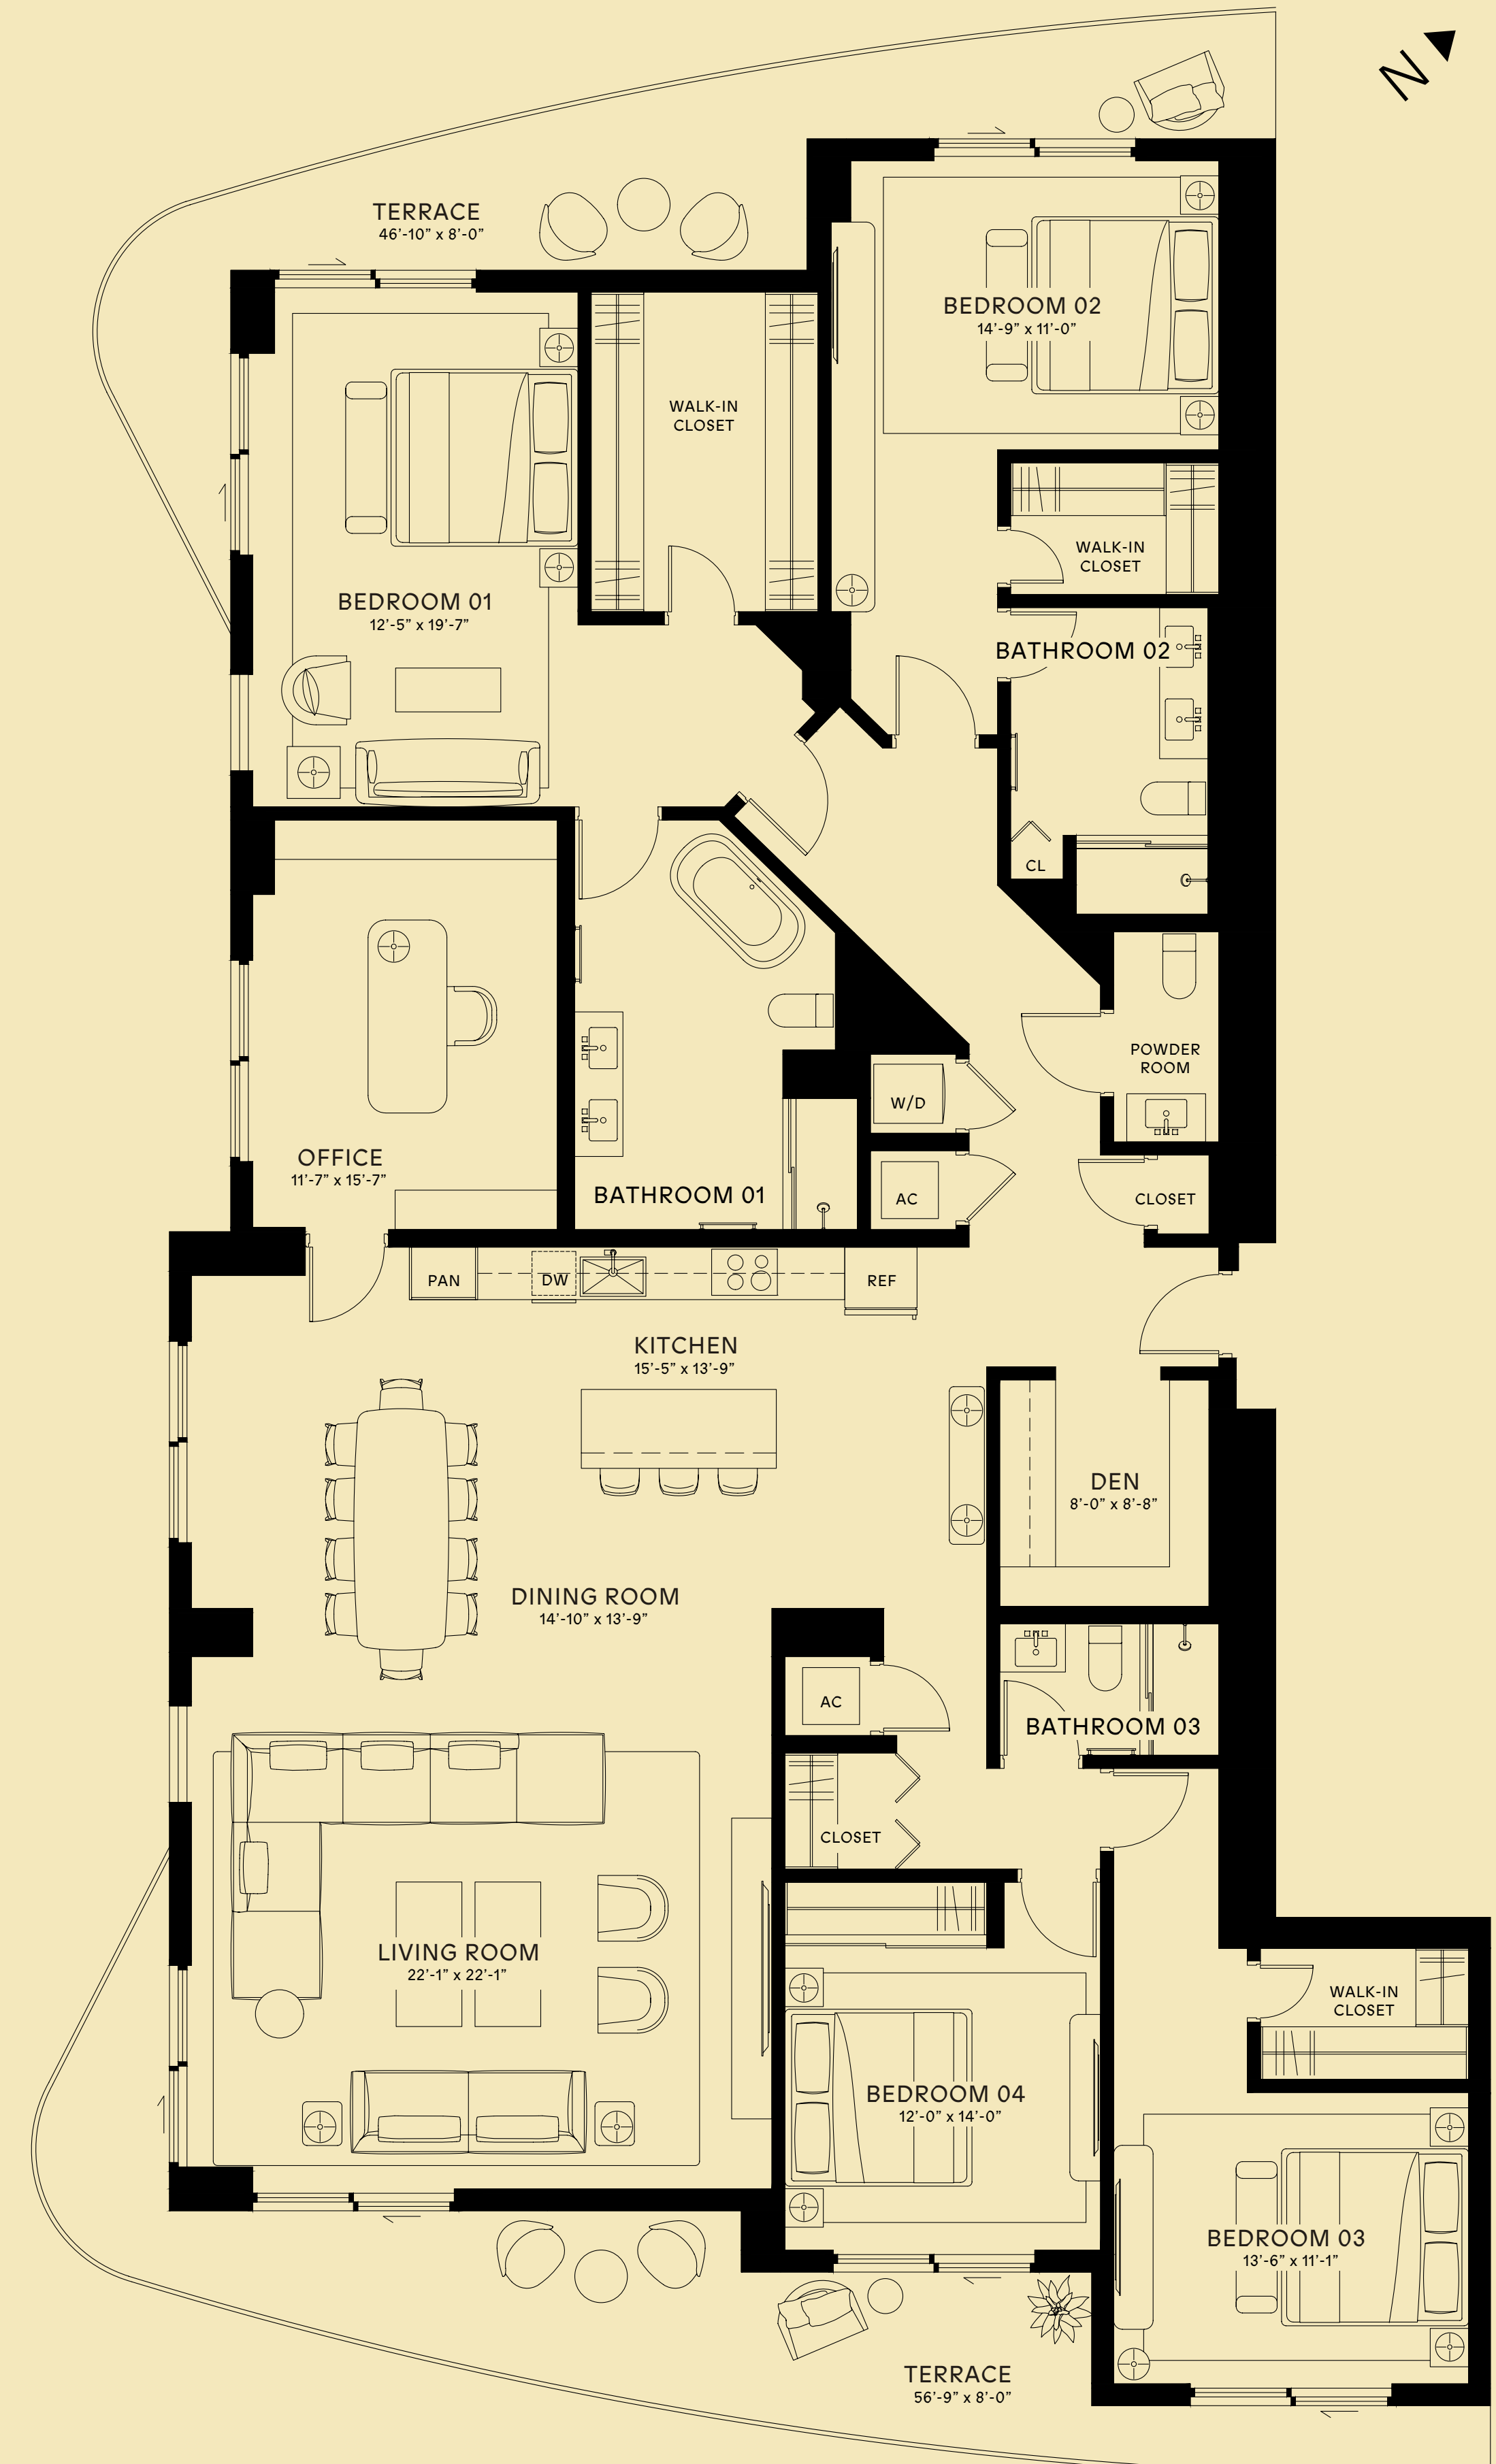 N
TERRACE
46'-10” x 8'-0”
BEDROOM 02
14'-9” x 11'-0”
WALK-IN
CLOSET
WALK-IN
CLOSET
BEDROOM 01
12'-5” x 19'-7”
BATHROOM 02
CL
POWDER
ROOM
W/D
OFFICE
11'-7” x 15'-7”
BATHROOM 01
AC
CLOSET
PAN
DW
REF
KITCHEN
15'-5” x 13'-9”
DEN
8'-0” x 8'-8”
DINING ROOM
14'-10” x 13'-9”
AC
BATHROOM 03
CLOSET
LIVING ROOM
22'-1” x 22'-1”
WALK-IN
CLOSET
BEDROOM 04
12'-0” x 14'-0”
BEDROOM 03
13'-6” x 11'-1”
TERRACE
56'-9” x 8'-0”